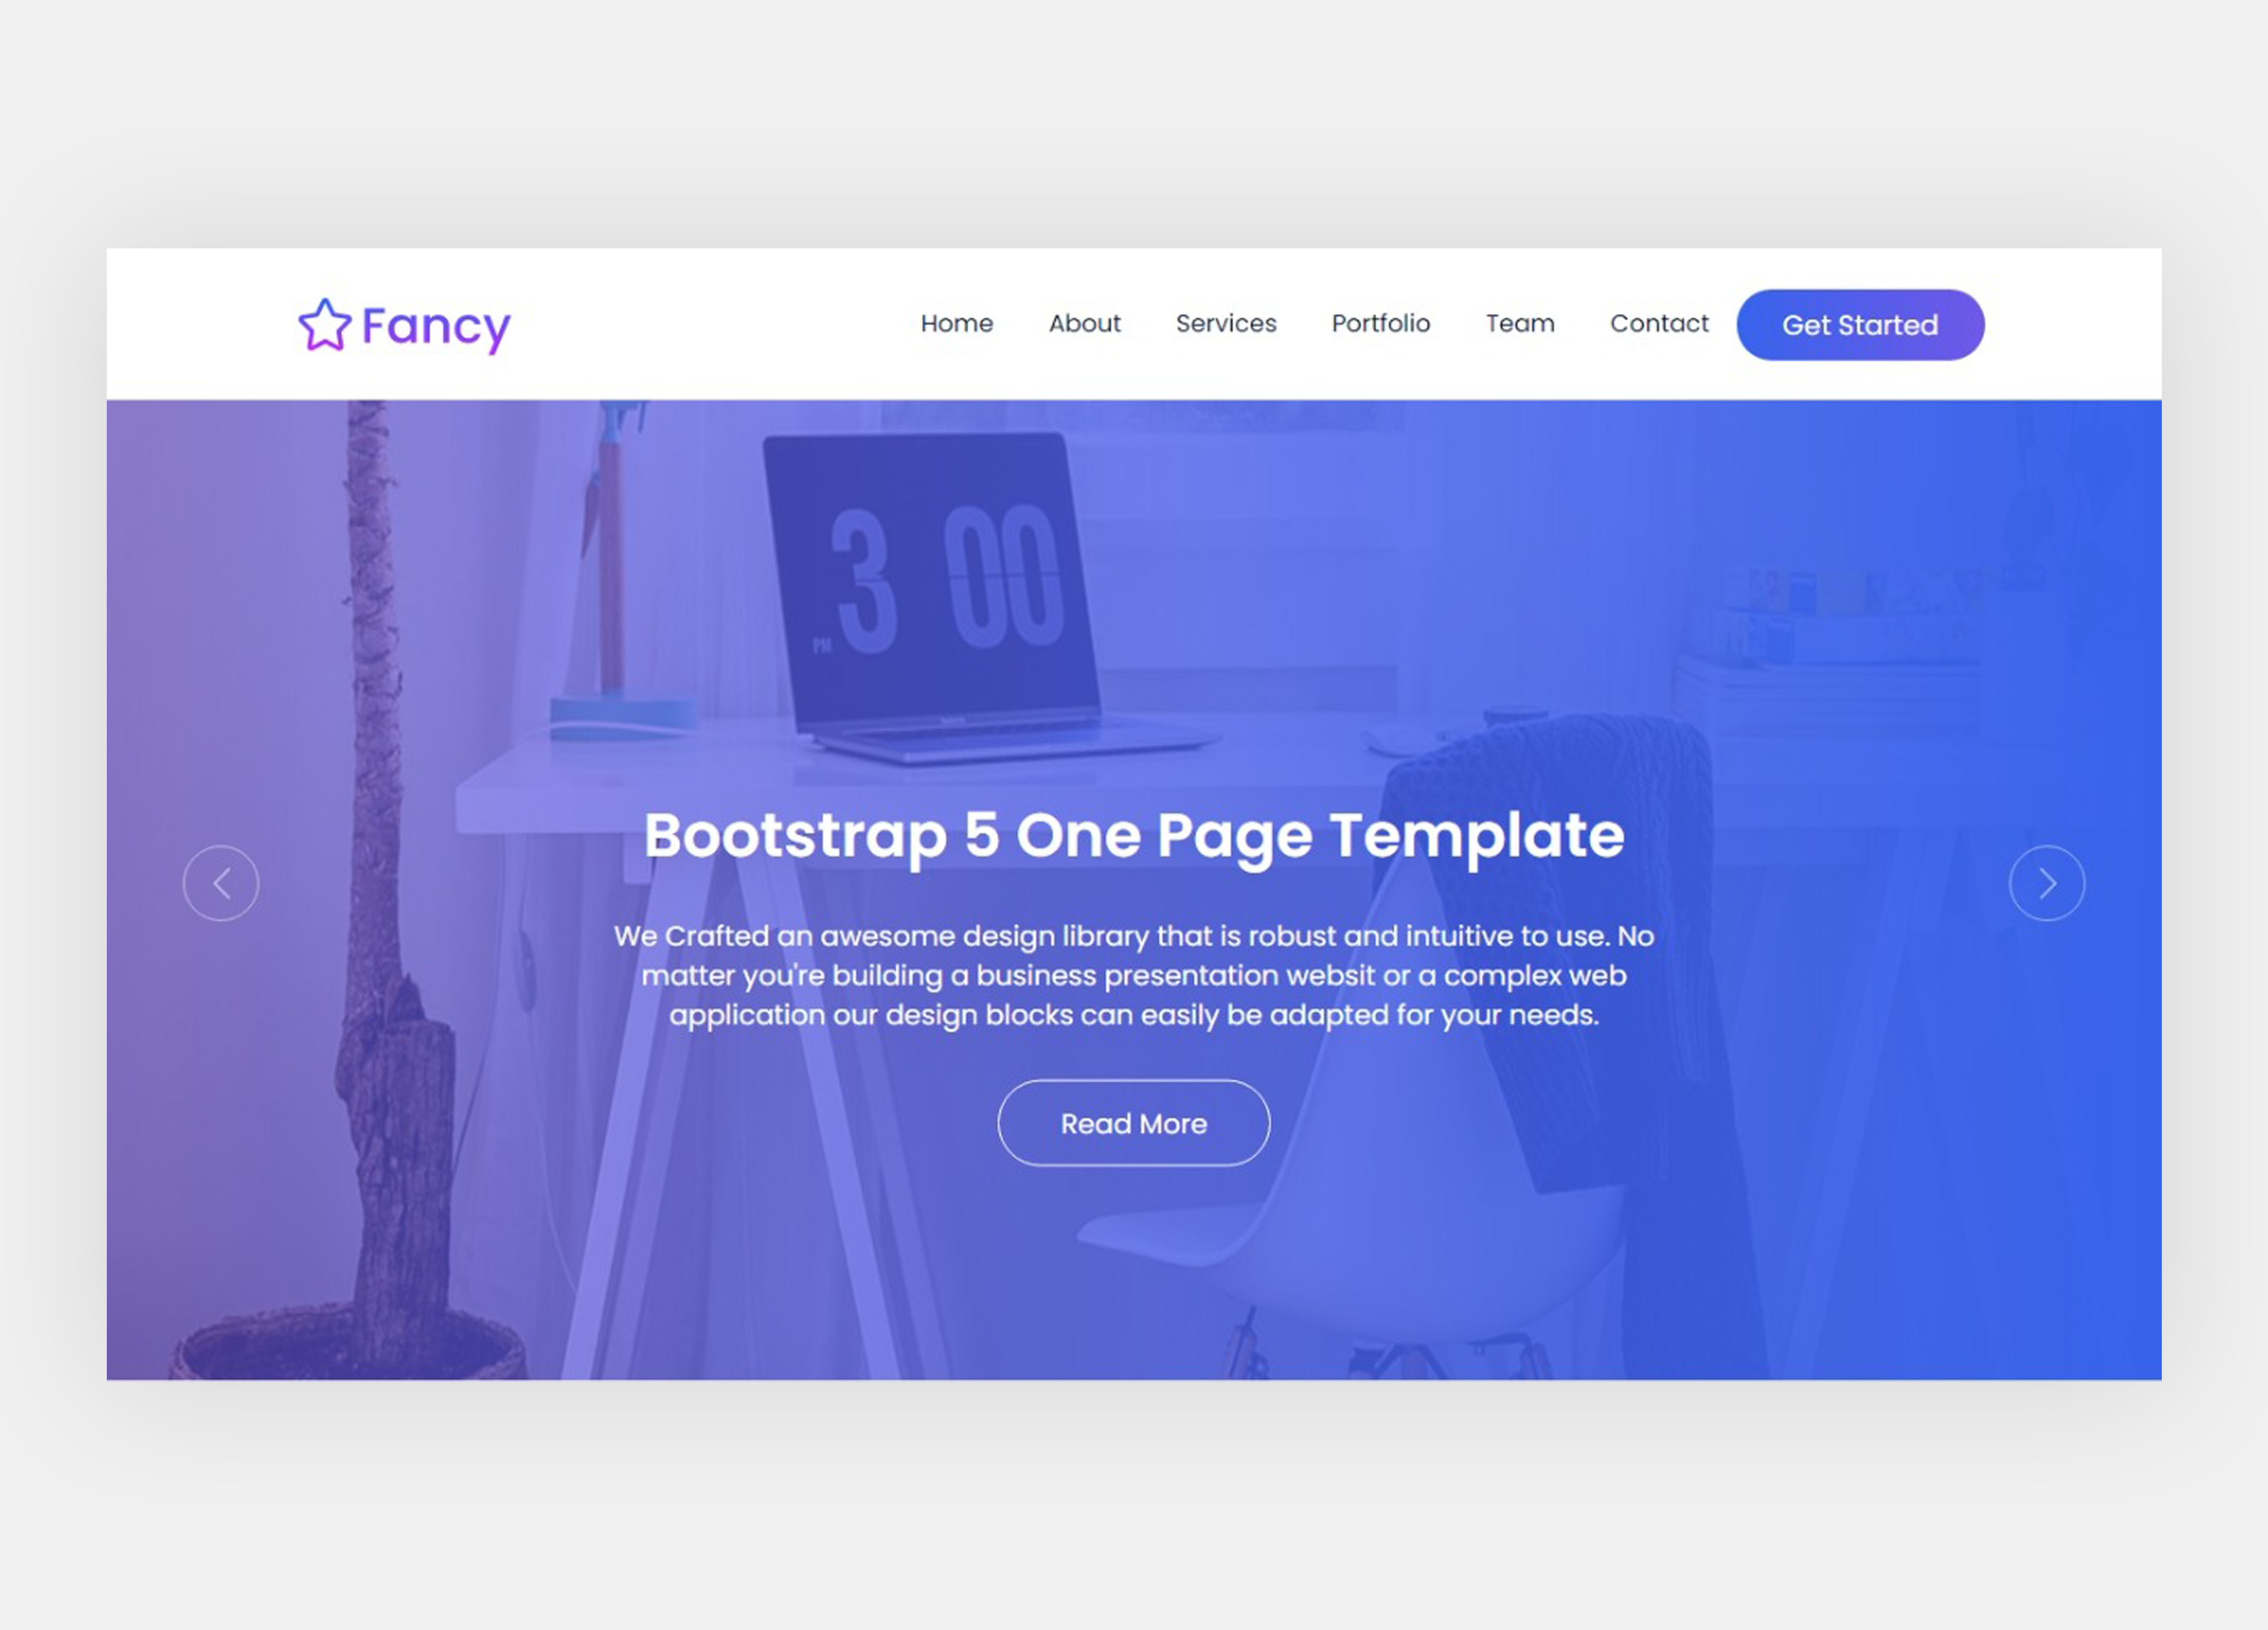 Fancy
Home About Services Portfolio Team Contact Get Started
3 00
PM
Bootstrap 5 One Page Template
We Crafted an awesome design library that is robust and intuitive to use. No
matter you're building a business presentation websit or a complex web
application our design blocks can easily be adapted for your needs.
Read More